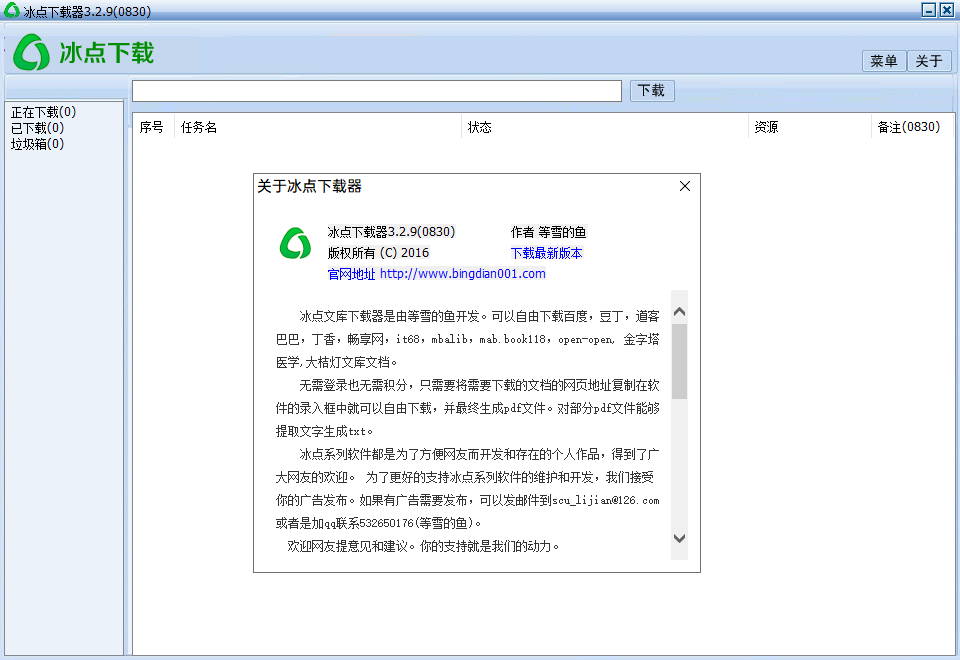 冰点下载器3.2.9(0830)
冰点下载
菜单 关于
下载
正在下载(0)
已下载(0)
垃圾箱(0)
序号 任务名 状态 资源 备注(0830)
关于冰点下载器
冰点下载器3.2.9(0830) 作者 等雪的鱼
版权所有 (C) 2016 下载最新版本
官网地址 http://www.bingdian001.com
冰点文库下载器是由等雪的鱼开发。可以自由下载百度，豆丁，道客
巴巴，丁香，畅享网，it68，mbalib，mab.book118，open-open, 金字塔
医学,大桔灯文库文档。
无需登录也无需积分，只需要将需要下载的文档的网页地址复制在软
件的录入框中就可以自由下载，并最终生成pdf文件。对部分pdf文件能够
提取文字生成txt。
冰点系列软件都是为了方便网友而开发和存在的个人作品，得到了广
大网友的欢迎。 为了更好的支持冰点系列软件的维护和开发，我们接受
你的广告发布。如果有广告需要发布，可以发邮件到scu_lijian@126.com
或者是加qq联系532650176(等雪的鱼)。
欢迎网友提意见和建议。你的支持就是我们的动力。